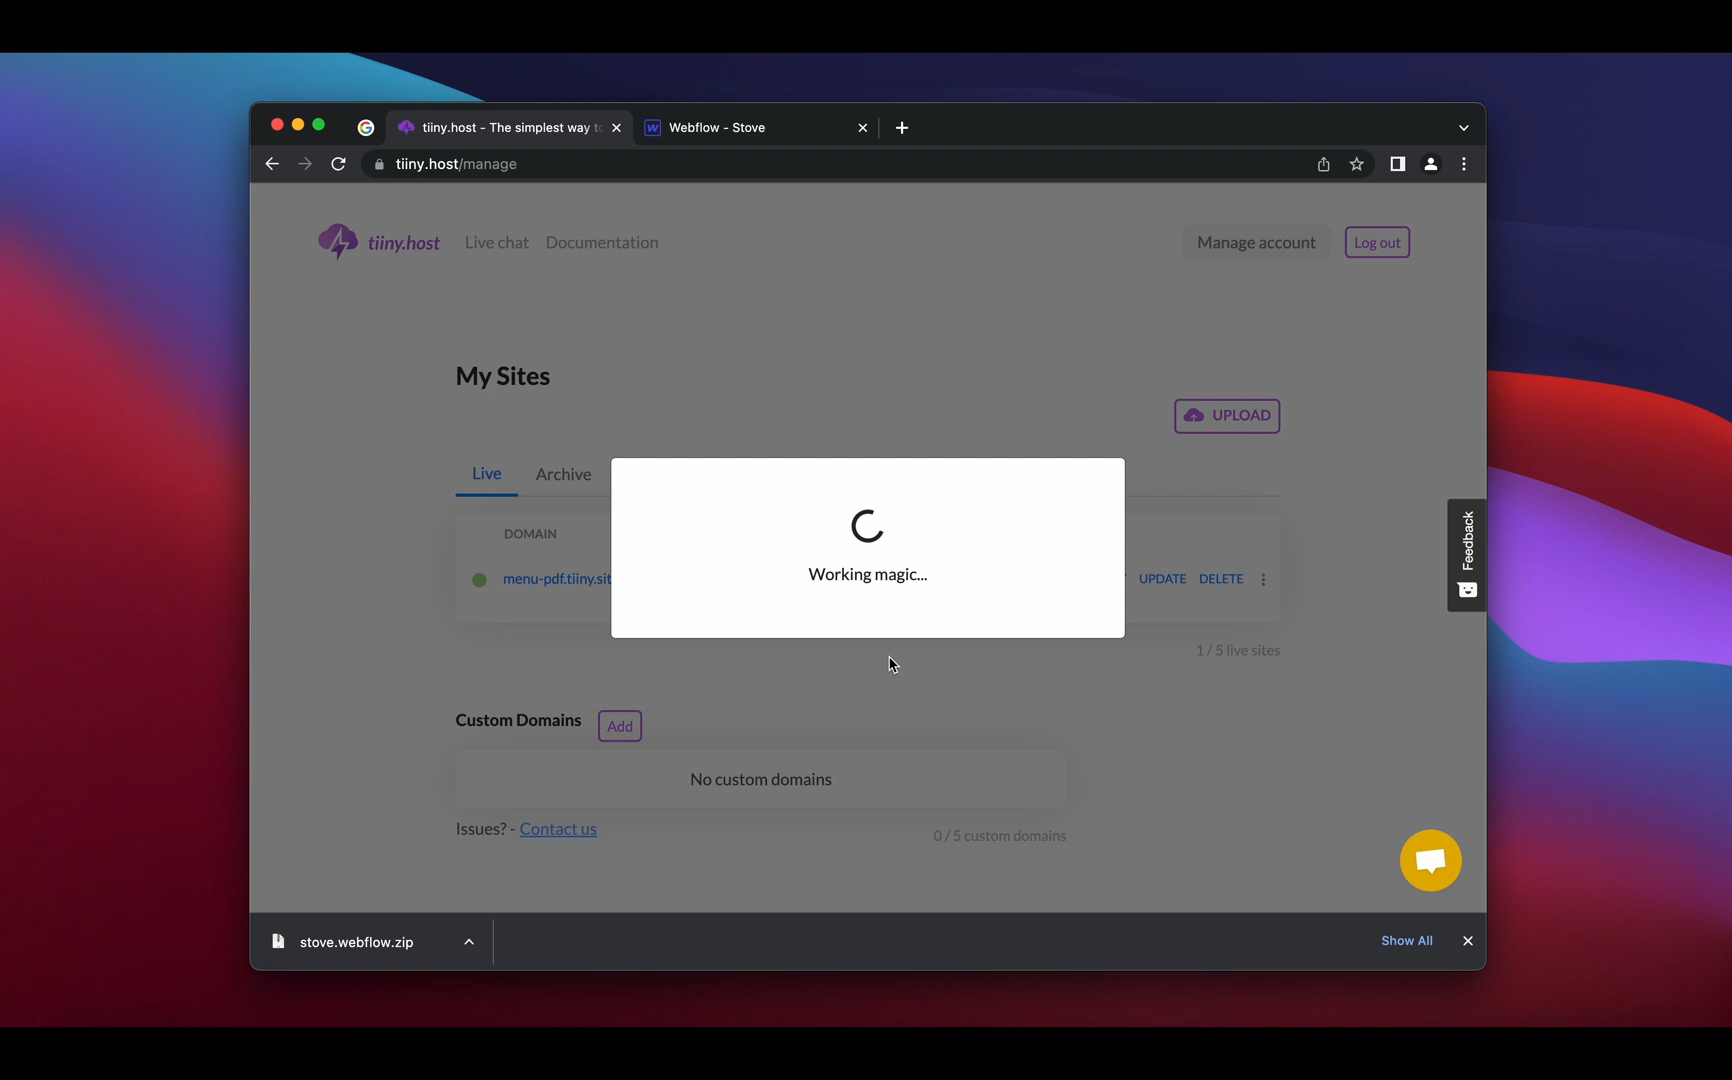 tiiny.host - The simplest way to
Webflow - Stove
tiiny.host/manage
tiiny.host
Live chat
Documentation
Manage account
Log out
My Sites
UPLOAD
Live
Archive
DOMAIN
menu-pdf.tiiny.sit
UPDATE
DELETE
Working magic...
Feedback
1 / 5 live sites
Custom Domains
Add
No custom domains
Issues? - Contact us
0 / 5 custom domains
stove.webflow.zip
Show All